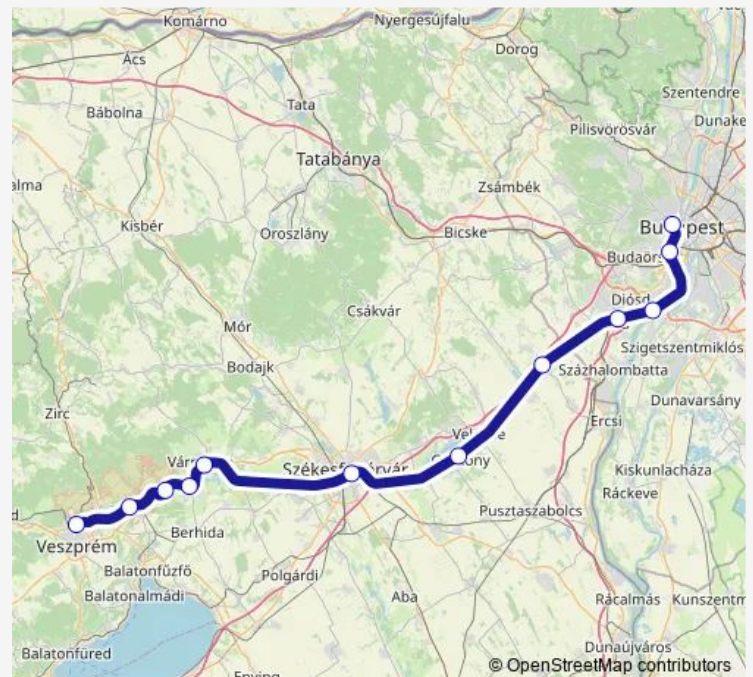 Komárno
Nyergesújfalu
Ács
Dorog
Szentendre
Tata
Dunake
Bábolna
Pilisvörösvár
Tatabánya
alma
Zsámbék
Kisbér
Oroszlány
Bicske
Budaörs
Diósd
Csákvár
Mór
Szigetszentmiklós
Bodajk
Százhalombatta
Dunavarsány
Zirc
Ercsi
Kiskunlacháza
Ráckeve
Pusztaszabolcs
Berhida
Veszprém
Balatonfűzfő
Polgárdi
Balatonalmádi
Aba
Rácalmás
Kunszentm
Dunaújváros
Balatonfüred
© OpenStreetMap contributors